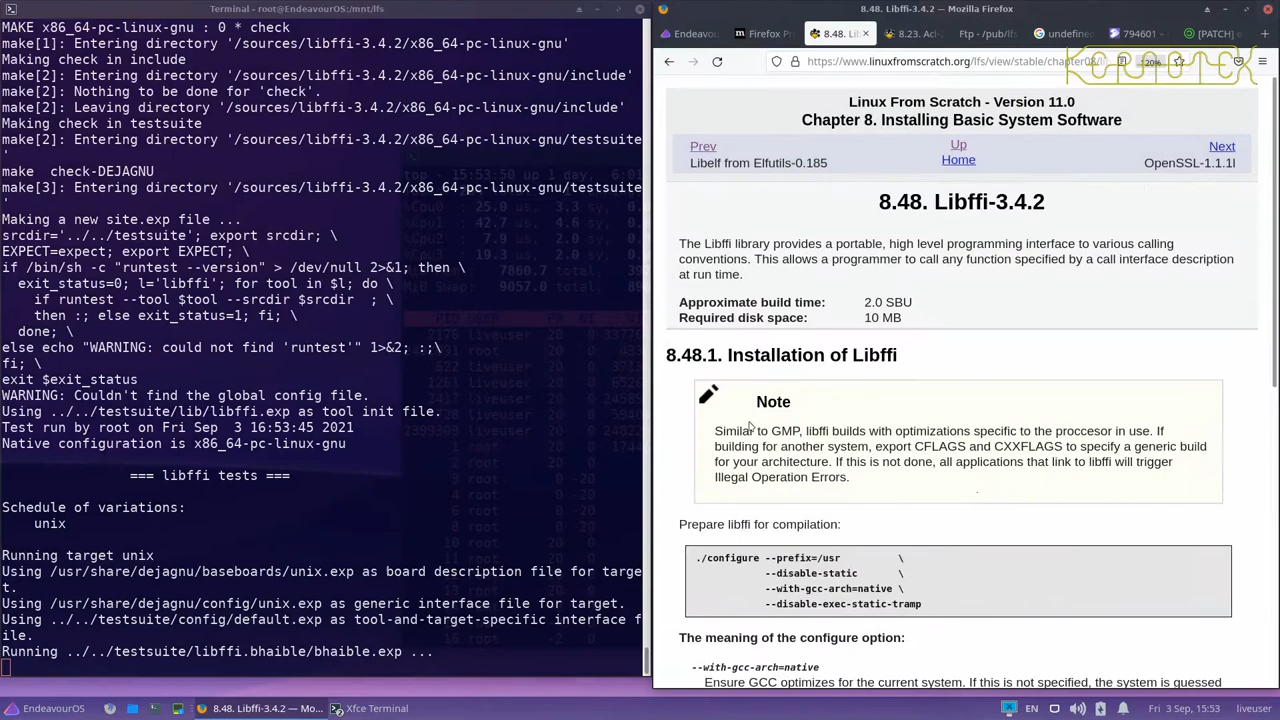 Terminal - root@EndeavourOS:/mnt/lfs
MAKE x86_64-pc-linux-gnu : 0 * check
make[1]: Entering directory '/sources/libffi-3.4.2/x86_64-pc-linux-gnu'
Making check in include
make[2]: Entering directory '/sources/libffi-3.4.2/x86_64-pc-linux-gnu/include'
make[2]: Nothing to be done for 'check'.
make[2]: Leaving directory '/sources/libffi-3.4.2/x86_64-pc-linux-gnu/include'
Making check in testsuite
make[2]: Entering directory '/sources/libffi-3.4.2/x86_64-pc-linux-gnu/testsuite
'
make  check-DEJAGNU
make[3]: Entering directory '/sources/libffi-3.4.2/x86_64-pc-linux-gnu/testsuite
'
Making a new site.exp file ...
srcdir='../../testsuite'; export srcdir; \
EXPECT=expect; export EXPECT; \
if /bin/sh -c "runtest --version" > /dev/null 2>&1; then \
  exit_status=0; l='libffi'; for tool in $l; do \
    if runtest --tool $tool --srcdir $srcdir  ; \
    then :; else exit_status=1; fi; \
  done; \
else echo "WARNING: could not find 'runtest'" 1>&2; :;\
fi; \
exit $exit_status
WARNING: Couldn't find the global config file.
Using ../../testsuite/lib/libffi.exp as tool init file.
Test run by root on Fri Sep  3 16:53:45 2021
Native configuration is x86_64-pc-linux-gnu
=== libffi tests ===
Schedule of variations:
unix
Running target unix
Using /usr/share/dejagnu/baseboards/unix.exp as board description file for targe
t.
Using /usr/share/dejagnu/config/unix.exp as generic interface file for target.
Using ../../testsuite/config/default.exp as tool-and-target-specific interface f
ile.
Running ../../testsuite/libffi.bhaible/bhaible.exp ...
8.48. Libffi-3.4.2 — Mozilla Firefox
Endeavou
Firefox Pr
8.48. Lib
8.23. Acl-
Ftp - /pub/lfs
undefined
794601 -
[PATCH] e
https://www.linuxfromscratch.org/lfs/view/stable/chapter08/l
120%
Linux From Scratch - Version 11.0
Chapter 8. Installing Basic System Software
Prev
Up
Next
Libelf from Elfutils-0.185
Home
OpenSSL-1.1.1l
8.48. Libffi-3.4.2
The Libffi library provides a portable, high level programming interface to various calling
conventions. This allows a programmer to call any function specified by a call interface description
at run time.
Approximate build time: 2.0 SBU
Required disk space: 10 MB
8.48.1. Installation of Libffi
Note
Similar to GMP, libffi builds with optimizations specific to the proccesor in use. If
building for another system, export CFLAGS and CXXFLAGS to specify a generic build
for your architecture. If this is not done, all applications that link to libffi will trigger
Illegal Operation Errors.
Prepare libffi for compilation:
./configure --prefix=/usr          \
--disable-static       \
--with-gcc-arch=native \
--disable-exec-static-tramp
The meaning of the configure option:
--with-gcc-arch=native
Ensure GCC optimizes for the current system. If this is not specified, the system is guessed
EndeavourOS
8.48. Libffi-3.4.2 — Mo...
Xfce Terminal
EN
Fri 3 Sep, 15:53
liveuser